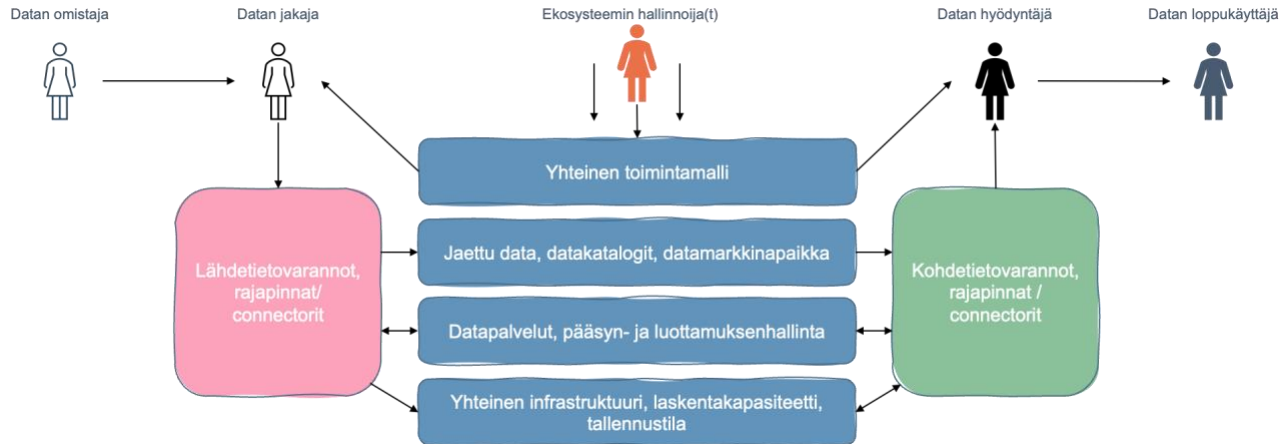 Datan omistaja
Datan jakaja
Ekosysteemin hallinnoija(t)
Datan hyödyntäjä
Datan loppukäyttäjä
Yhteinen toimintamalli
Lähdetietovarannot,
rajapinnat/
connectorit
Jaettu data, datakatalogit, datamarkkinapaikka
Datapalvelut, pääsyn- ja luottamuksenhallinta
Yhteinen infrastruktuuri, laskentakapasiteetti,
tallennustila
Kohdetietovarannot,
rajapinnat /
connectorit